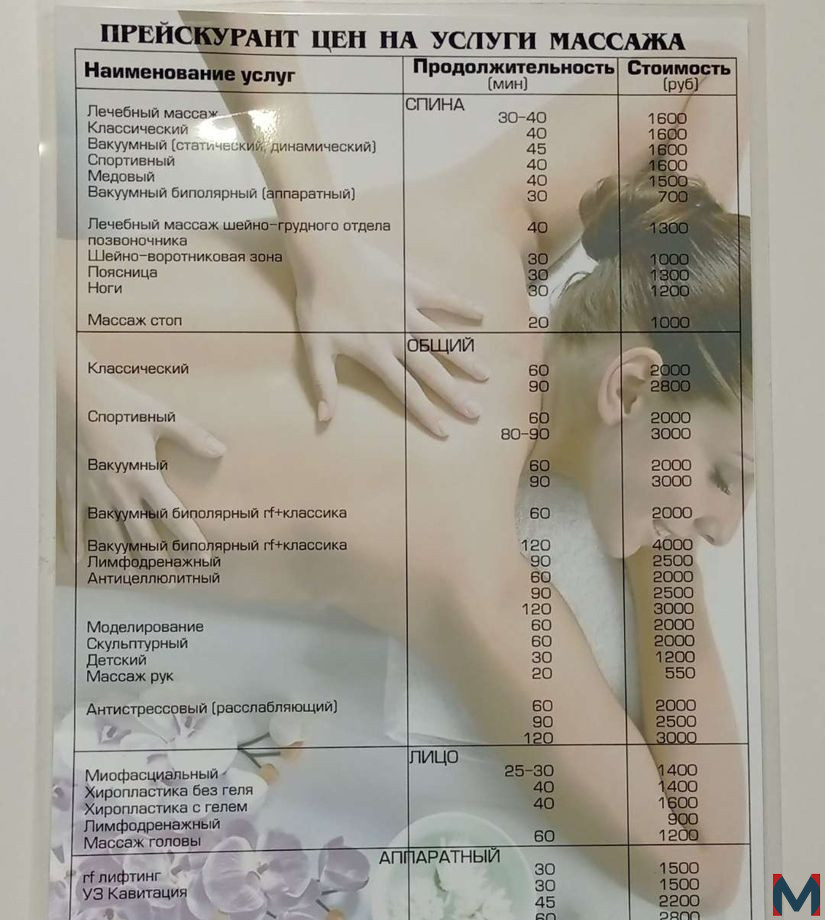 ПРЕЙСКУРАНТ ЦЕН НА УСЛУГИ МАССАЖА
Наименование услуг Продолжительность (мин) Стоимость (руб)
СПИНА
Лечебный массаж 30-40 1600
Классический 40 1600
Вакуумный (статический, динамический) 45 1600
Спортивный 40 1600
Медовый 40 1500
Вакуумный биполярный (аппаратный) 30 700
Лечебный массаж шейно-грудного отдела 40 1300
позвоночника
Шейно-воротниковая зона 30 1000
Поясница 30 1300
Ноги 30 1200
Массаж стоп 20 1000
ОБЩИЙ
Классический 60 2000
90 2800
Спортивный 60 2000
80-90 3000
Вакуумный 60 2000
90 3000
Вакуумный биполярный rf+классика 60 2000
Вакуумный биполярный rf+классика 120 4000
Лимфодренажный 90 2500
Антицеллюлитный 60 2000
90 2500
120 3000
Моделирование 60 2000
Скульптурный 60 2000
Детский 30 1200
Массаж рук 20 550
Антистрессовый (расслабляющий) 60 2000
90 2500
120 3000
ЛИЦО
Миофасциальный 25-30 1400
Хиропластика без геля 40 1400
Хиропластика с гелем 40 1600
Лимфодренажный 900
Массаж головы 60 1200
АППАРАТНЫЙ
rf лифтинг 30 1500
УЗ Кавитация 30 1500
45 2200
60 2800
M